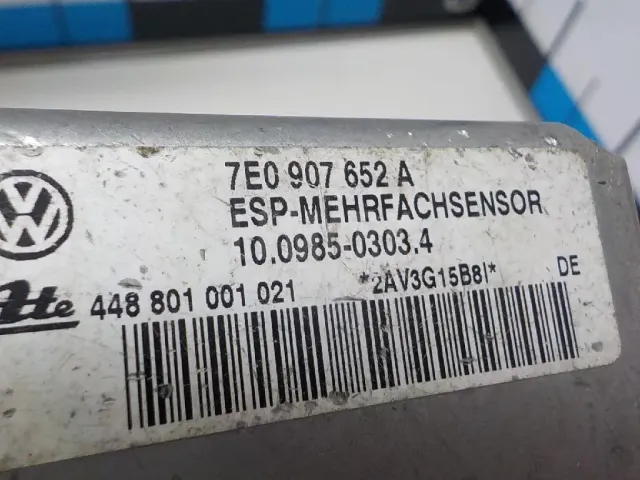 7E0 907 652 A
ESP-MEHRFACHSENSOR
10.0985-0303.4
Ate 448 801 001 021 *2AV3G15B8I* DE